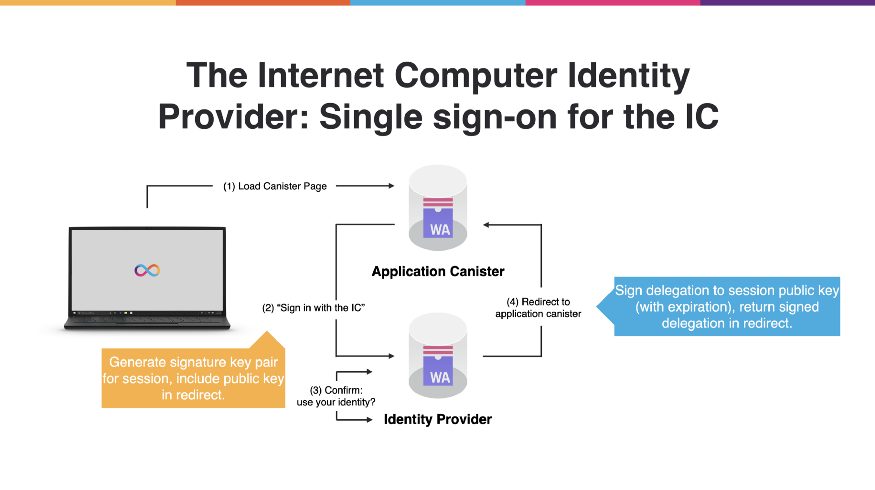 The Internet Computer Identity
Provider: Single sign-on for the IC
(1) Load Canister Page
WA
Application Canister
(2) “Sign in with the IC”
(4) Redirect to
application canister
Sign delegation to session public key
(with expiration), return signed
delegation in redirect.
Generate signature key pair
for session, include public key
in redirect.
WA
(3) Confirm:
use your identity?
Identity Provider